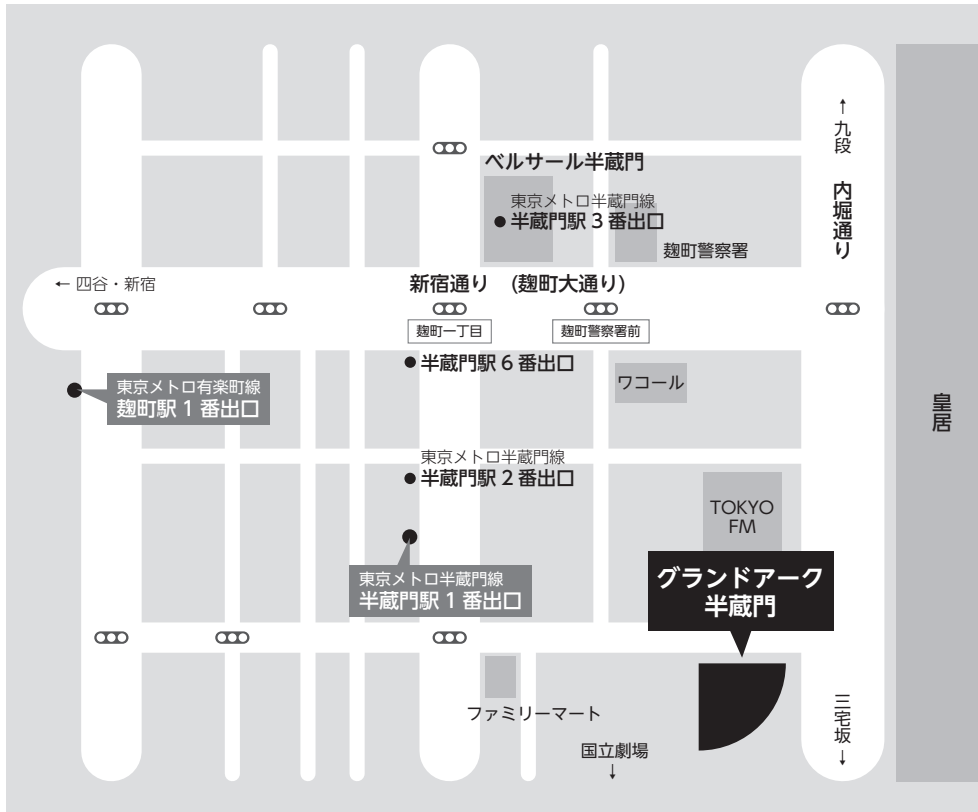 ↑
九段
内堀通り
ベルサール半蔵門
東京メトロ半蔵門線
半蔵門駅 3 番出口
麹町警察署
← 四谷・新宿
新宿通り (麹町大通り)
麹町一丁目
麹町警察署前
半蔵門駅 6 番出口
ワコール
東京メトロ有楽町線
麹町駅 1 番出口
皇居
東京メトロ半蔵門線
半蔵門駅 2 番出口
TOKYO
FM
東京メトロ半蔵門線
半蔵門駅 1 番出口
グランドアーク
半蔵門
ファミリーマート
国立劇場
↓
三宅坂
↓